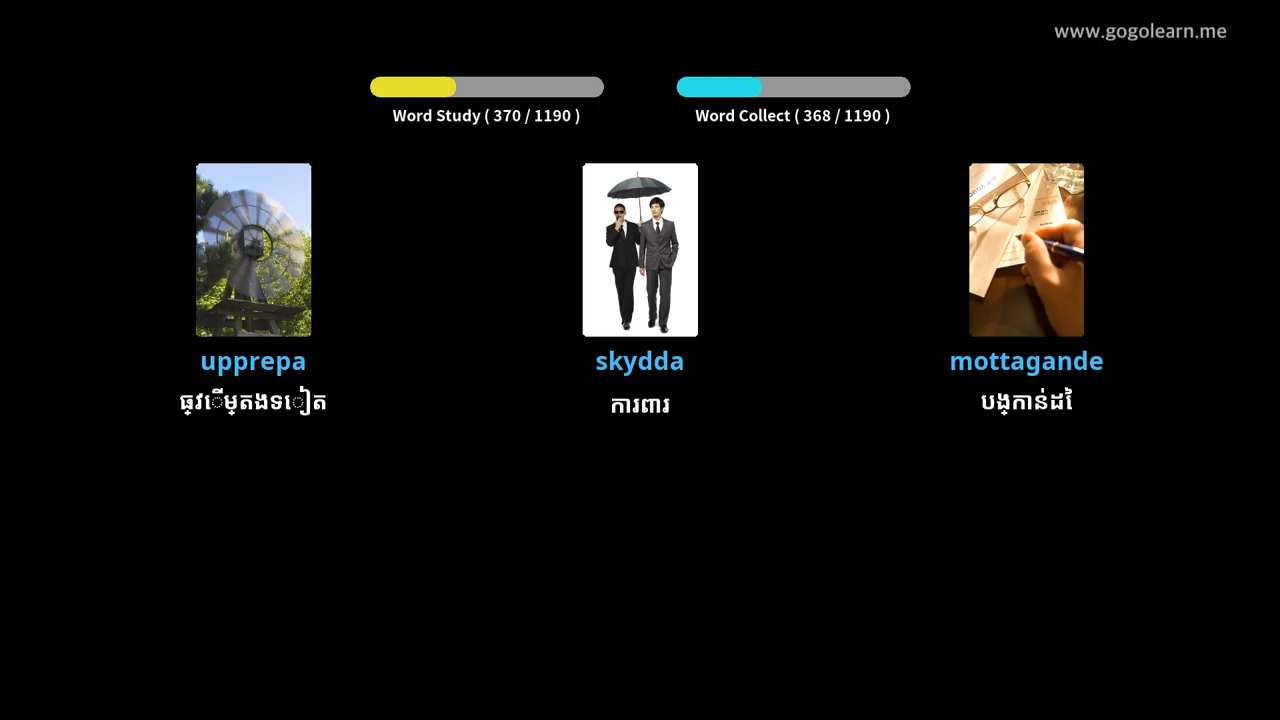 www.gogolearn.me
Word Study ( 370 / 1190 )
Word Collect ( 368 / 1190 )
upprepa
skydda
mottagande
ធ្វើម្តងទៀត
ការពារ
បង្កាន់ដៃ